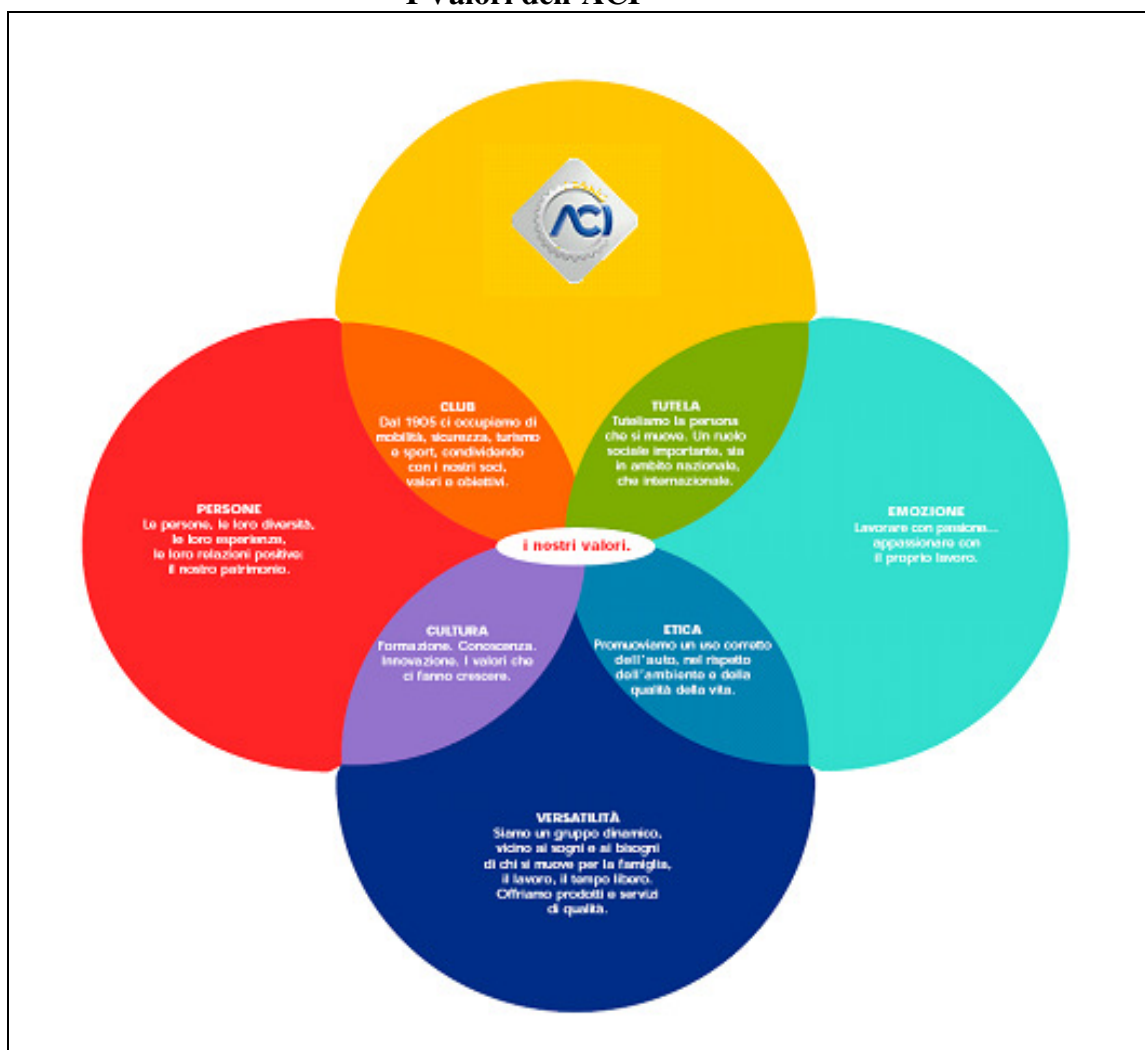 I Valori dell'ACI
ACI
CLUB
Dal 1905 ci occupiamo di
mobilità, sicurezza, turismo
e sport, condividendo
con i nostri soci,
valori e obiettivi.
TUTELA
Tuteliamo la persona
che si muove. Un ruolo
sociale importante, sia
in ambito nazionale,
che internazionale.
PERSONE
Le persone, le loro diversità,
le loro esperienza,
le loro relazioni positive:
il nostro patrimonio.
EMOZIONE
Lavorare con passione...
appassionare con
il proprio lavoro.
i nostri valori.
CULTURA
Formazione. Conoscenza.
Innovazione. I valori che
ci fanno crescere.
ETICA
Promuoviamo un uso corretto
dell'auto, nel rispetto
dell'ambiente e della
qualità della vita.
VERSATILITÀ
Siamo un gruppo dinamico,
vicino ai sogni e ai bisogni
di chi si muove per la famiglia,
il lavoro, il tempo libero.
Offriamo prodotti e servizi
di qualità.